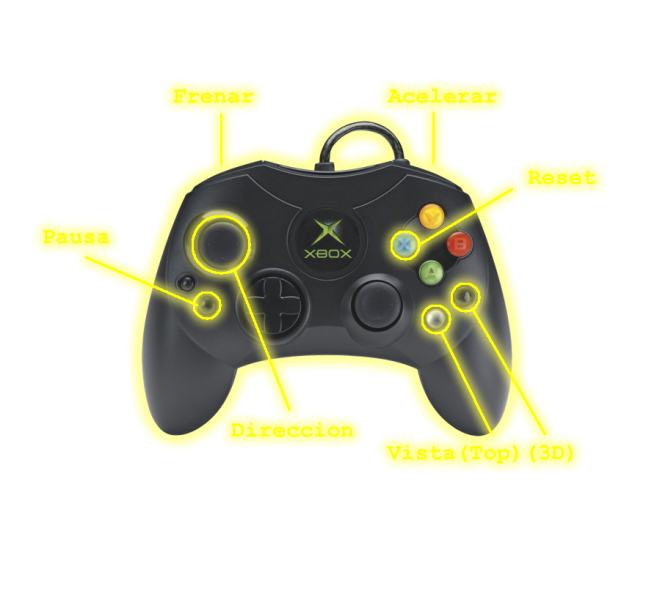 Frenar
Acelerar
Reset
Pausa
Y
X
B
XBOX
A
Direccion
Vista(Top)(3D)